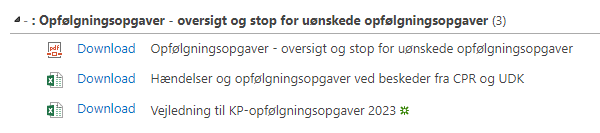 - : Opfølgningsopgaver - oversigt og stop for uønskede opfølgningsopgaver (3)
Download Opfølgningsopgaver - oversigt og stop for uønskede opfølgningsopgaver
Download Hændelser og opfølgningsopgaver ved beskeder fra CPR og UDK
Download Vejledning til KP-opfølgningsopgaver 2023